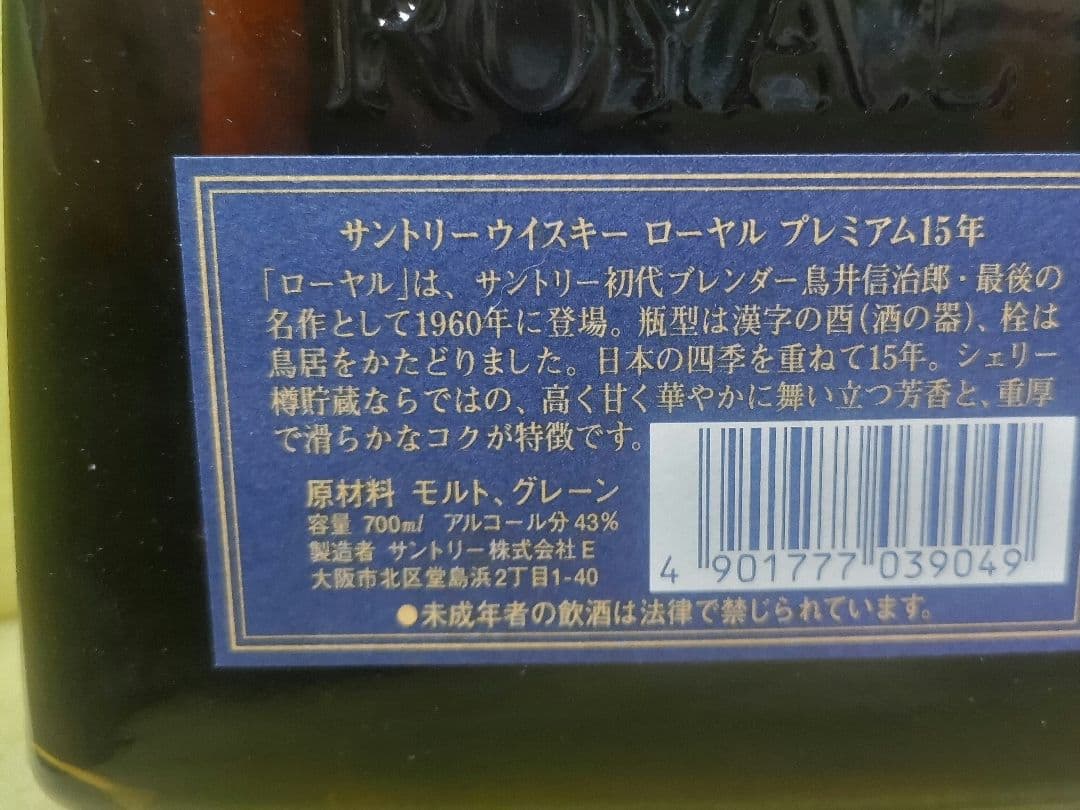 ROYAL
サントリーウイスキー ローヤル プレミアム15年
「ローヤル」は、サントリー初代ブレンダー鳥井信治郎・最後の
名作として1960年に登場。瓶型は漢字の酉(酒の器)、栓は
鳥居をかたどりました。日本の四季を重ねて15年。シェリー
樽貯蔵ならではの、高く甘く華やかに舞い立つ芳香と、重厚
で滑らかなコクが特徴です。
原材料 モルト、グレーン
容量 700ml アルコール分43%
製造者 サントリー株式会社E
大阪市北区堂島浜2丁目1-40
4 901777 039049
●未成年者の飲酒は法律で禁じられています。